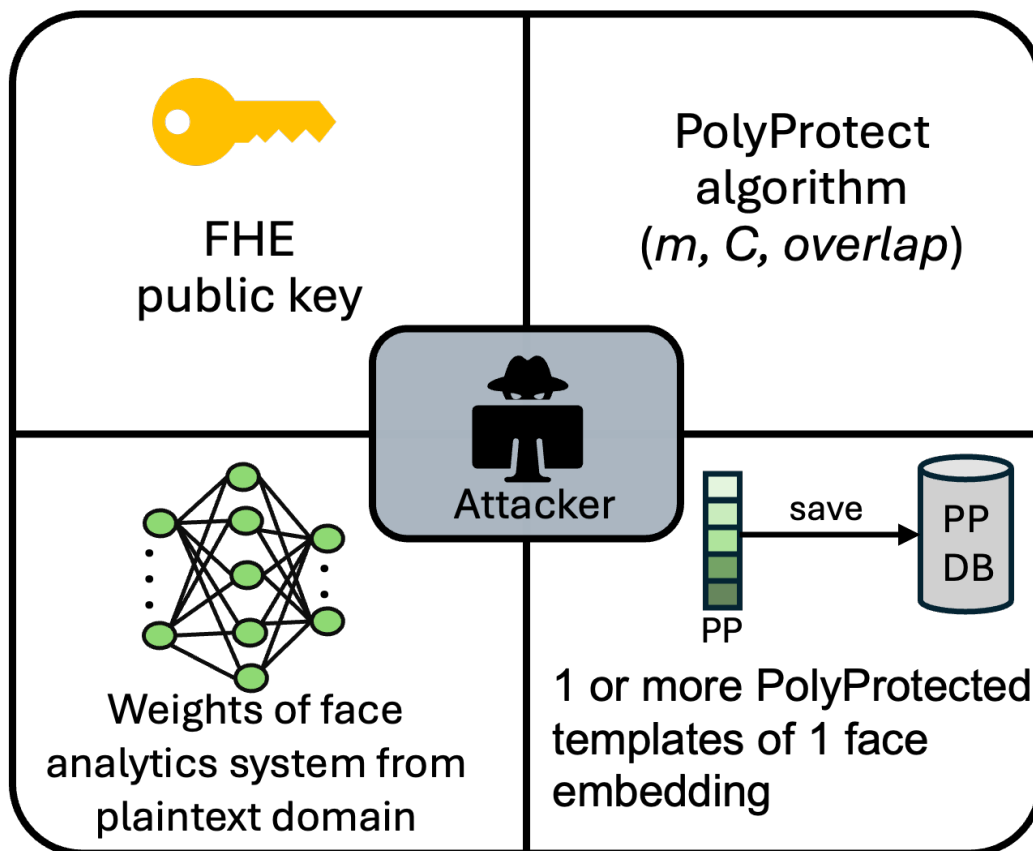 FHE
public key
PolyProtect
algorithm
(m, C, overlap)
Attacker
Weights of face
analytics system from
plaintext domain
save
PP
DB
PP
1 or more PolyProtected
templates of 1 face
embedding